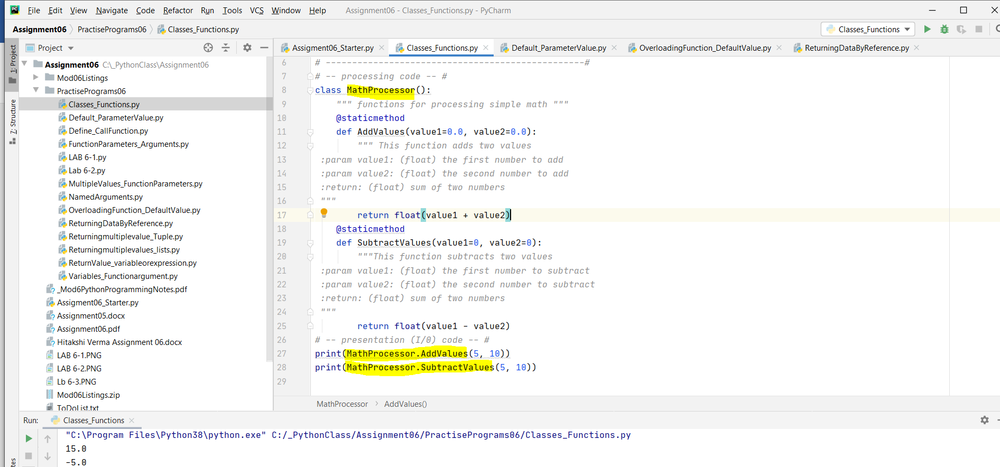 File Edit View Navigate Code Refactor Run Tools VCS Window Help Assignment06 - Classes_Functions.py - PyCharm
Assignment06 PractisePrograms06 Classes_Functions.py Classes_Functions
Project Assigment06_Starter.py Classes_Functions.py Default_ParameterValue.py OverloadingFunction_DefaultValue.py ReturningDataByReference.py
1: Project
Z: Structure
Assignment06 C:\_PythonClass\Assignment06
Mod06Listings
PractisePrograms06
Classes_Functions.py
Default_ParameterValue.py
Define_CallFunction.py
FunctionParameters_Arguments.py
LAB 6-1.py
Lab 6-2.py
MultipleValues_FunctionParameters.py
NamedArguments.py
OverloadingFunction_DefaultValue.py
ReturningDataByReference.py
Returningmultiplevalue_Tuple.py
Returningmultiplevalues_lists.py
ReturnValue_variableorexpression.py
Variables_Functionargument.py
_Mod6PythonProgrammingNotes.pdf
Assigment06_Starter.py
Assignment05.docx
Assignment06.pdf
Hitakshi Verma Assignment 06.docx
LAB 6-1.PNG
LAB 6-2.PNG
Lb 6-3.PNG
Mod06Listings.zip
ToDoList.txt
6 # -------------------------------------------------#
7 # -- processing code -- #
8 class MathProcessor():
9 """ functions for processing simple math """
10 @staticmethod
11 def AddValues(value1=0.0, value2=0.0):
12 """ This function adds two values
13 :param value1: (float) the first number to add
14 :param value2: (float) the second number to add
15 :return: (float) sum of two numbers
16 """
17 return float(value1 + value2)
18 @staticmethod
19 def SubtractValues(value1=0, value2=0):
20 """This function subtracts two values
21 :param value1: (float) the first number to subtract
22 :param value2: (float) the second number to subtract
23 :return: (float) sum of two numbers
24 """
25 return float(value1 - value2)
26 # -- presentation (I/0) code -- #
27 print(MathProcessor.AddValues(5, 10))
28 print(MathProcessor.SubtractValues(5, 10))
29
MathProcessor AddValues()
Run: Classes_Functions
"C:\Program Files\Python38\python.exe" C:/_PythonClass/Assignment06/PractisePrograms06/Classes_Functions.py
15.0
-5.0